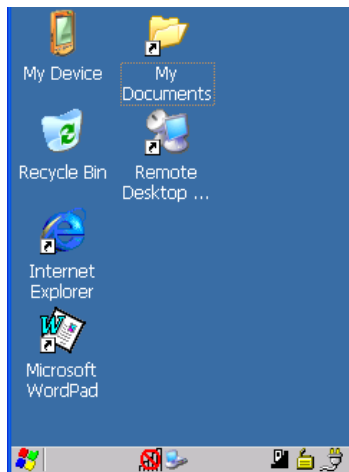 My Device
My
Documents
Recycle Bin
Remote
Desktop ...
Internet
Explorer
Microsoft
WordPad